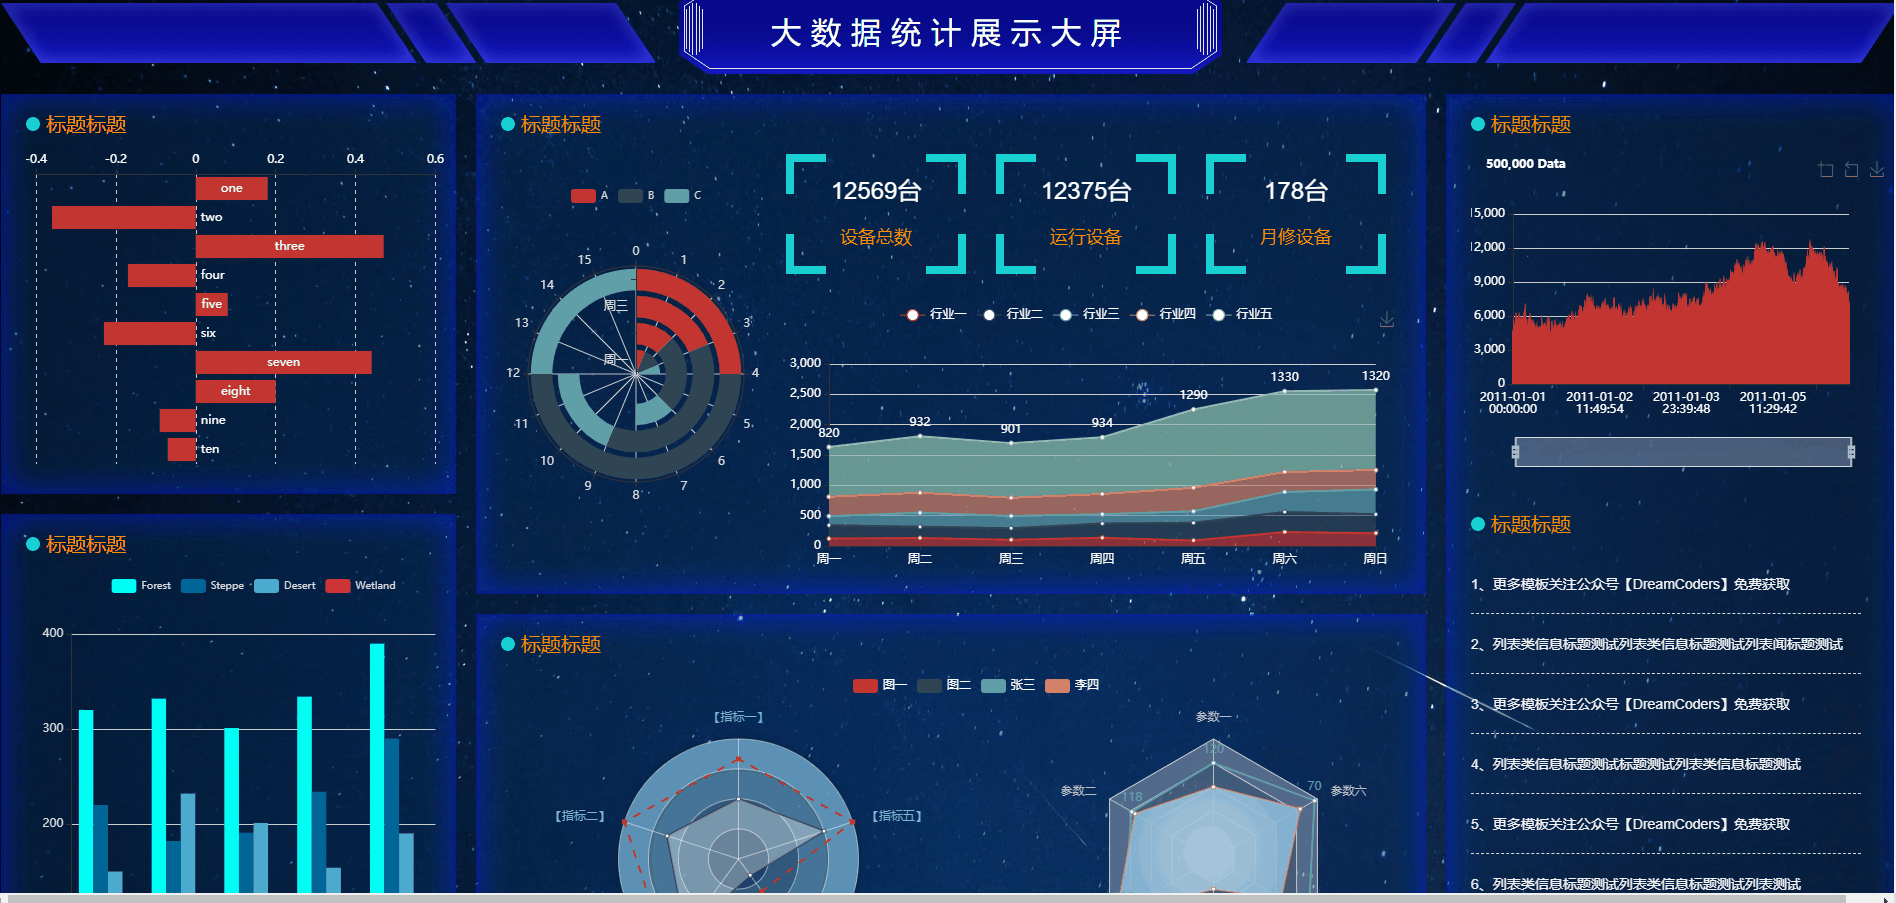 大数据统计展示大屏
标题标题
-0.4 -0.2 0 0.2 0.4 0.6
one
two
three
four
five
six
seven
eight
nine
ten
标题标题
Forest Steppe Desert Wetland
400
300
200
标题标题
A B C
0
1
2
3
4
5
6
7
8
9
10
11
12
13
14
15
周三
周一
12569台
设备总数
12375台
运行设备
178台
月修设备
行业一 行业二 行业三 行业四 行业五
3,000
2,500
2,000
1,500
1,000
500
0
820 932 901 934 1290 1330 1320
周一 周二 周三 周四 周五 周六 周日
标题标题
图一 图二 张三 李四
【指标一】
【指标二】
【指标五】
参数一
参数二
参数六
120
118
70
标题标题
500,000 Data
15,000
12,000
9,000
6,000
3,000
0
2011-01-01 2011-01-02 2011-01-03 2011-01-05
00:00:00 11:49:54 23:39:48 11:29:42
标题标题
1、更多模板关注公众号【DreamCoders】免费获取
2、列表类信息标题测试列表类信息标题测试列表闻标题测试
3、更多模板关注公众号【DreamCoders】免费获取
4、列表类信息标题测试标题测试列表类信息标题测试
5、更多模板关注公众号【DreamCoders】免费获取
6、列表类信息标题测试列表类信息标题测试列表测试